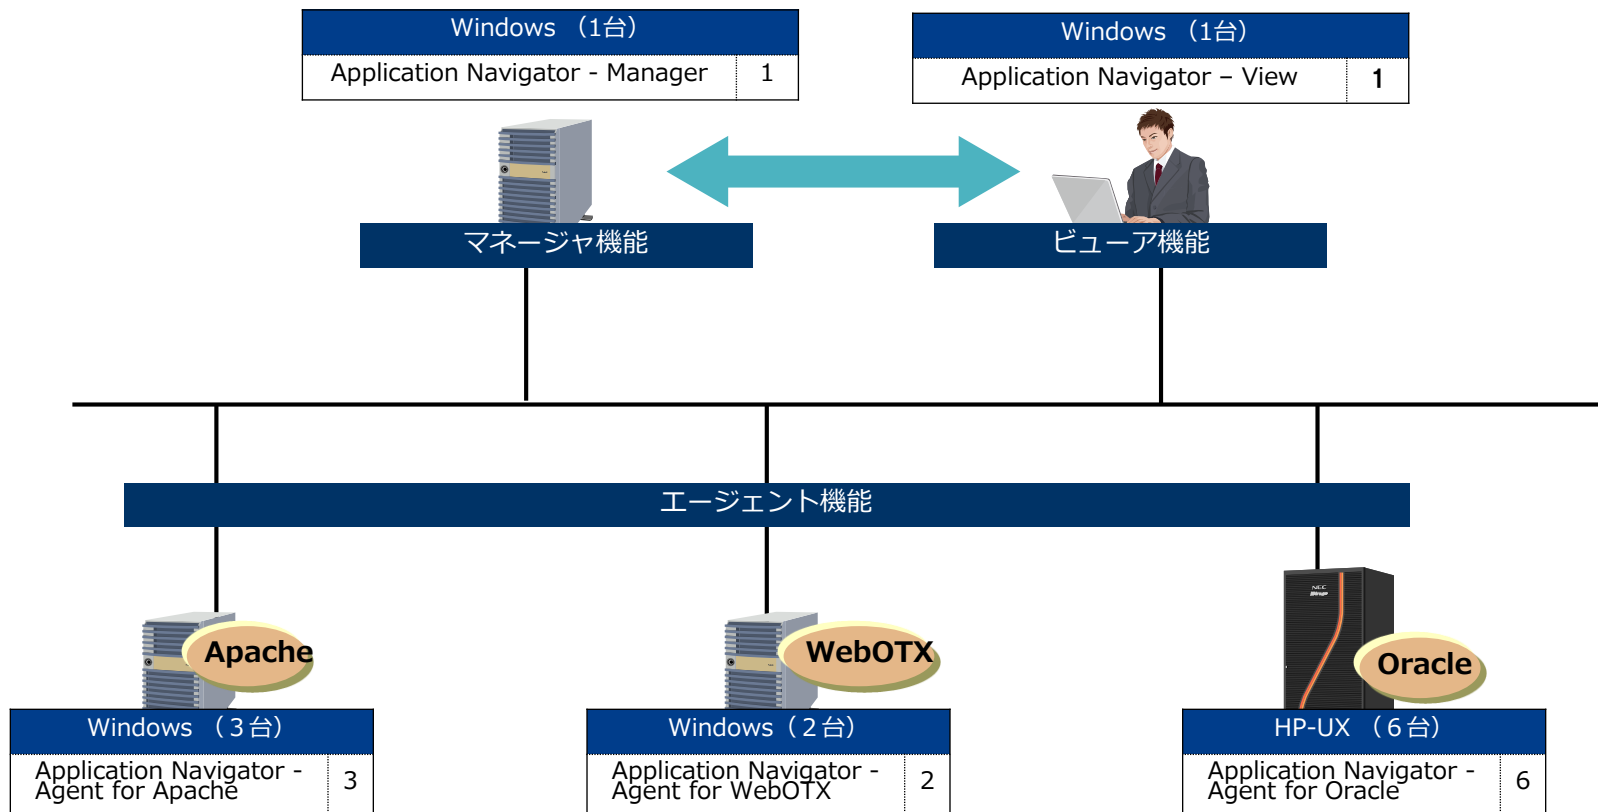 Windows （1台）
Application Navigator - Manager 1
Windows （1台）
Application Navigator – View 1
マネージャ機能
ビューア機能
エージェント機能
NEC
Apache
WebOTX
Oracle
Windows （３台）
Application Navigator -
Agent for Apache 3
Windows（２台）
Application Navigator -
Agent for WebOTX 2
HP-UX （６台）
Application Navigator -
Agent for Oracle 6